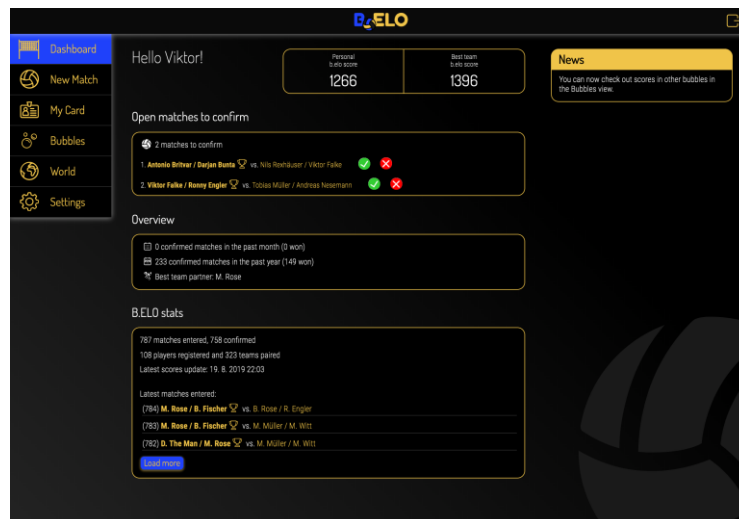 B.ELO
Dashboard
New Match
My Card
Bubbles
World
Settings
Hello Viktor!
Personal
b.elo score
1266
Best team
b.elo score
1396
Open matches to confirm
2 matches to confirm
1. Antonio Britvar / Darjan Bunta vs. Nils Rexhäuser / Viktor Falke
2. Viktor Falke / Ronny Engler vs. Tobias Müller / Andreas Nesemann
Overview
0 confirmed matches in the past month (0 won)
233 confirmed matches in the past year (149 won)
Best team partner: M. Rose
B.ELO stats
787 matches entered, 758 confirmed
108 players registered and 323 teams paired
Latest scores update: 19. 8. 2019 22:03
Latest matches entered:
(784) M. Rose / B. Fischer vs. B. Rose / R. Engler
(783) M. Rose / B. Fischer vs. M. Müller / M. Witt
(782) D. The Man / M. Rose vs. M. Müller / M. Witt
Load more
News
You can now check out scores in other bubbles in
the Bubbles view.